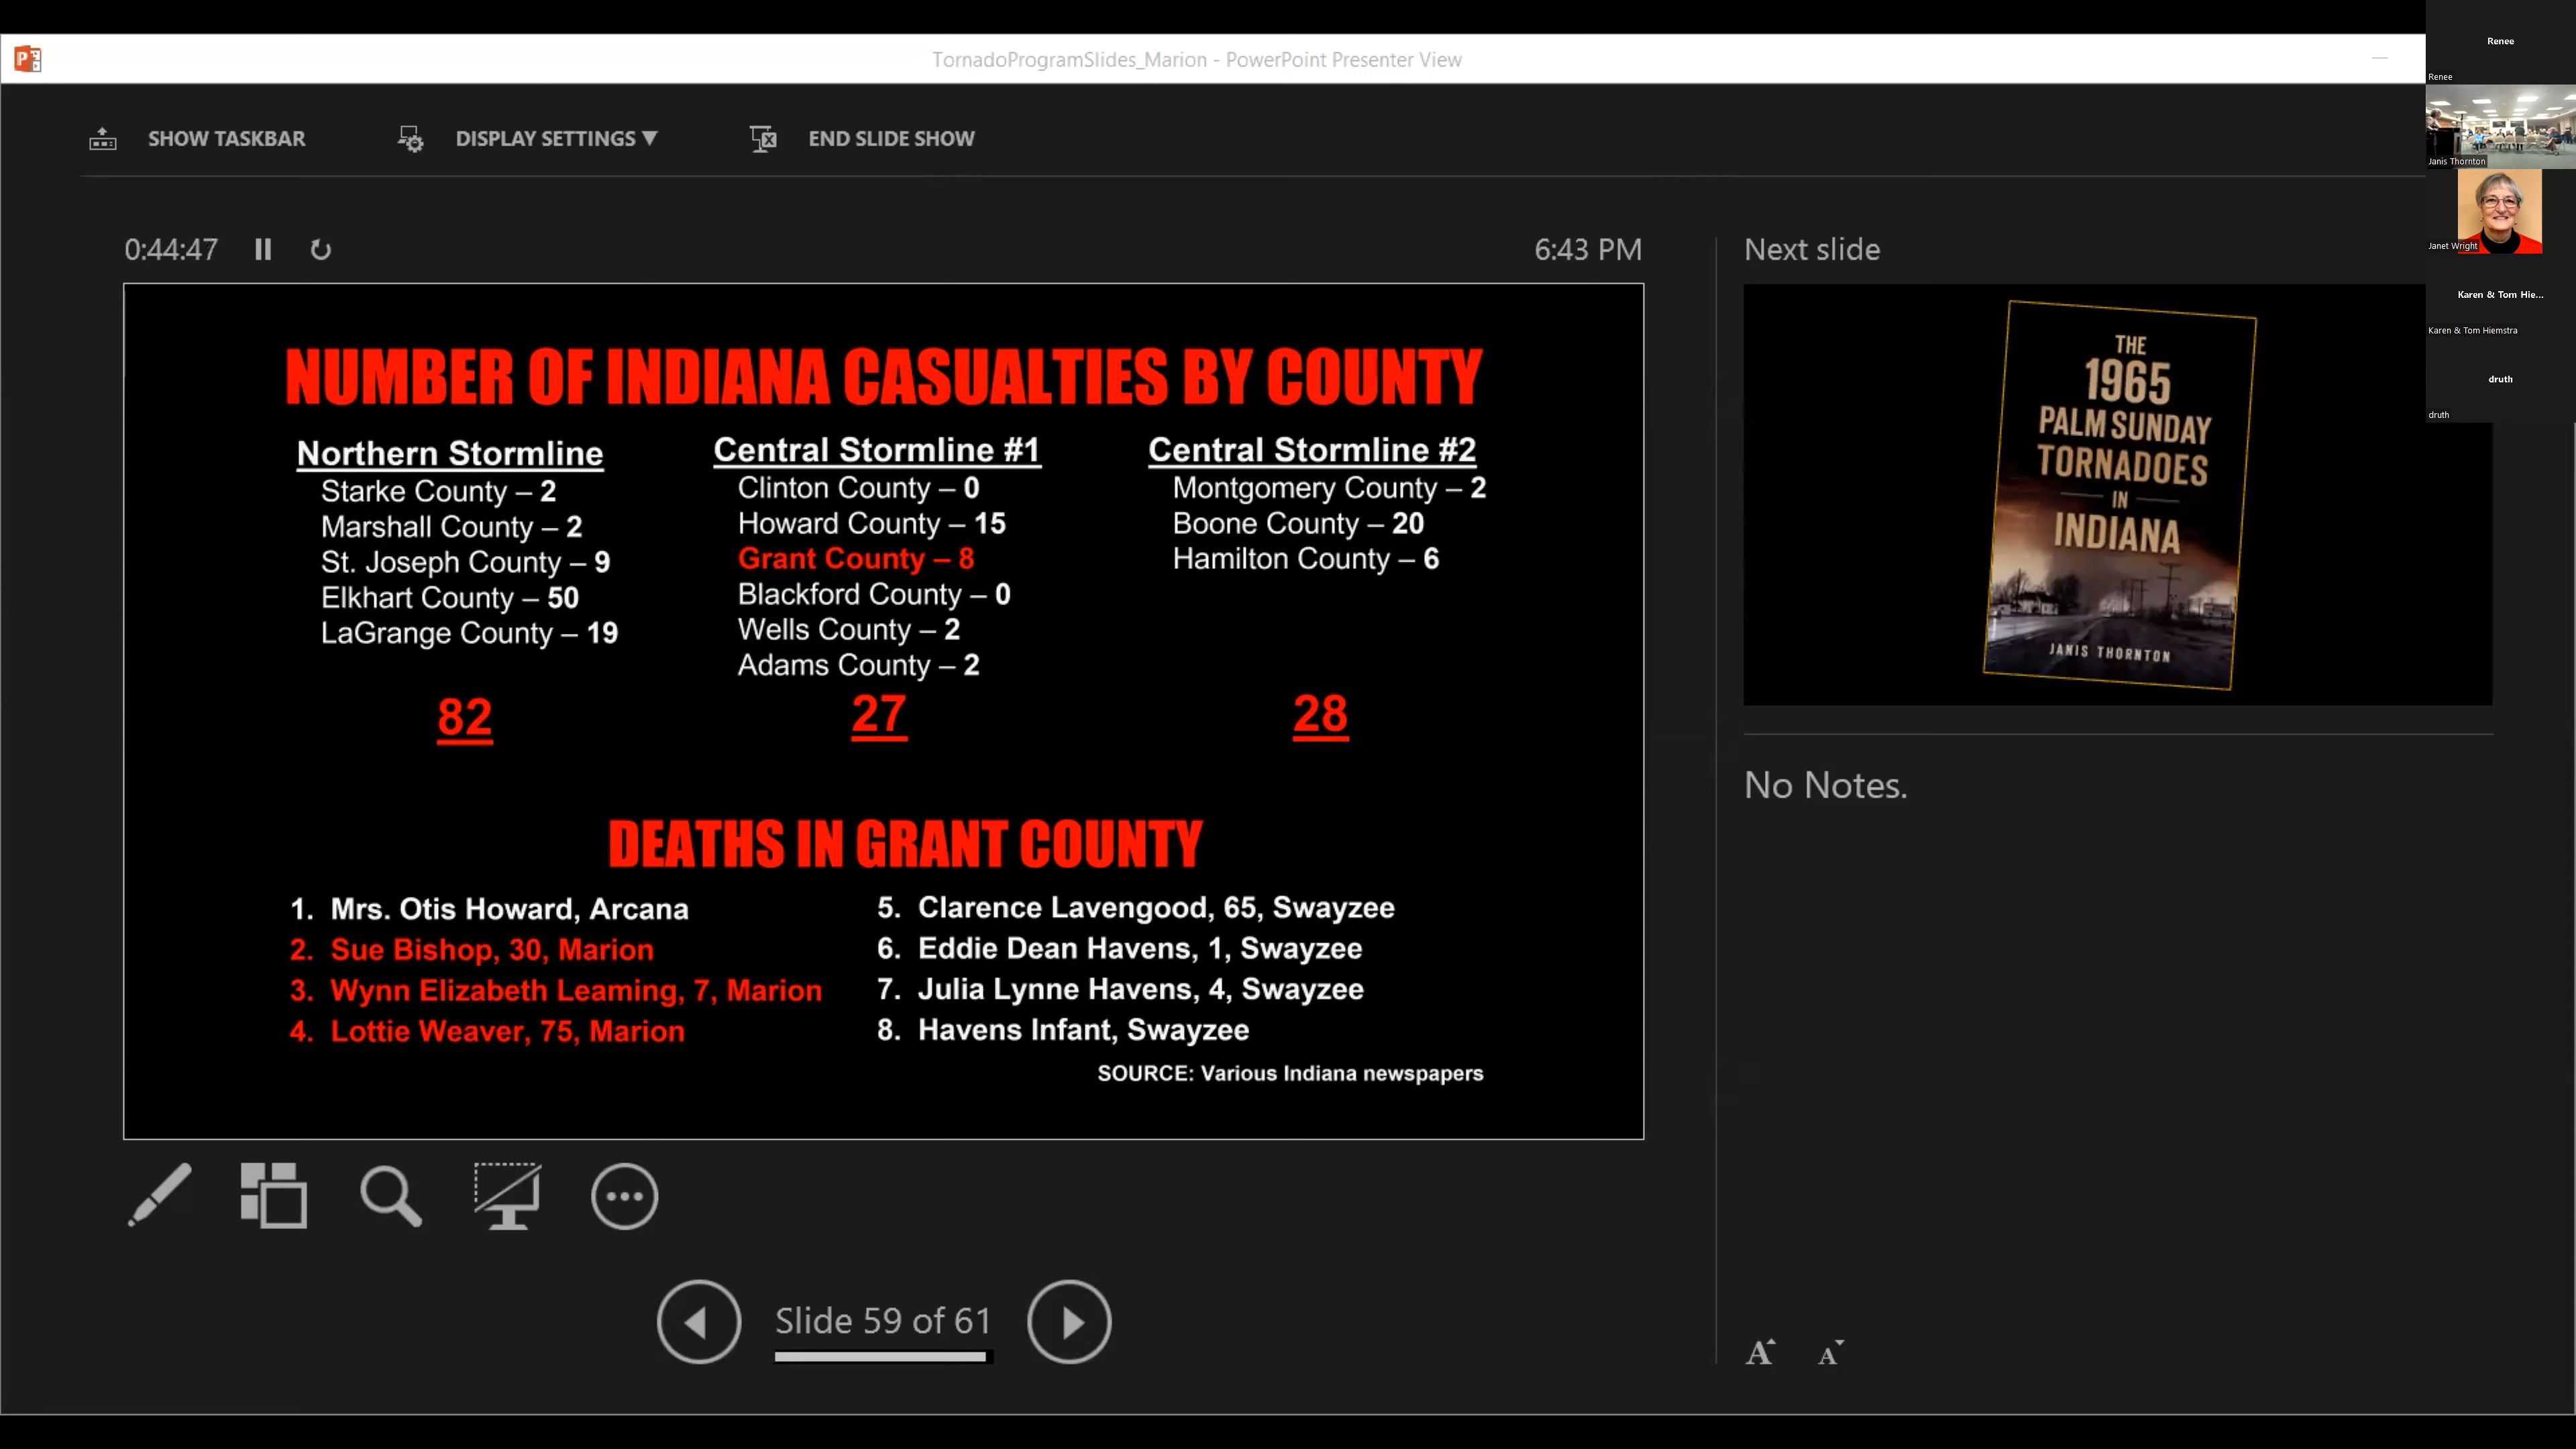 TornadoProgramSlides_Marion - PowerPoint Presenter View
SHOW TASKBAR
DISPLAY SETTINGS ▼
END SLIDE SHOW
0:44:47
6:43 PM
NUMBER OF INDIANA CASUALTIES BY COUNTY
Northern Stormline
Starke County – 2
Marshall County – 2
St. Joseph County – 9
Elkhart County – 50
LaGrange County – 19
82
Central Stormline #1
Clinton County – 0
Howard County – 15
Grant County – 8
Blackford County – 0
Wells County – 2
Adams County – 2
27
Central Stormline #2
Montgomery County – 2
Boone County – 20
Hamilton County – 6
28
DEATHS IN GRANT COUNTY
1. Mrs. Otis Howard, Arcana
2. Sue Bishop, 30, Marion
3. Wynn Elizabeth Leaming, 7, Marion
4. Lottie Weaver, 75, Marion
5. Clarence Lavengood, 65, Swayzee
6. Eddie Dean Havens, 1, Swayzee
7. Julia Lynne Havens, 4, Swayzee
8. Havens Infant, Swayzee
SOURCE: Various Indiana newspapers
Slide 59 of 61
Next slide
THE
1965
PALM SUNDAY
TORNADOES
IN
INDIANA
JANIS THORNTON
No Notes.
A
A
Renee
Renee
Janis Thornton
Janet Wright
Karen & Tom Hie...
Karen & Tom Hiemstra
druth
druth